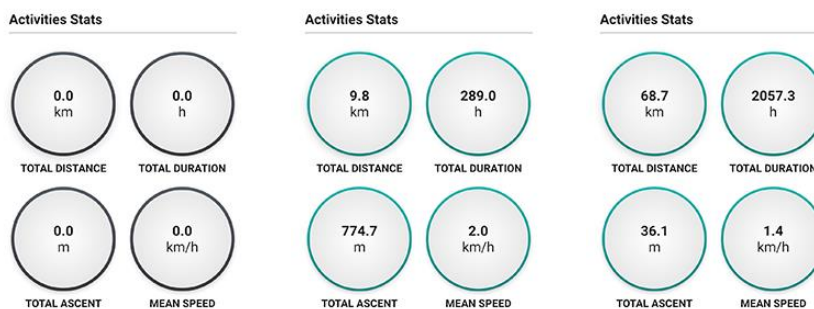 Activities Stats
0.0
km
0.0
h
TOTAL DISTANCE
TOTAL DURATION
0.0
m
0.0
km/h
TOTAL ASCENT
MEAN SPEED
Activities Stats
9.8
km
289.0
h
TOTAL DISTANCE
TOTAL DURATION
774.7
m
2.0
km/h
TOTAL ASCENT
MEAN SPEED
Activities Stats
68.7
km
2057.3
h
TOTAL DISTANCE
TOTAL DURATION
36.1
m
1.4
km/h
TOTAL ASCENT
MEAN SPEED